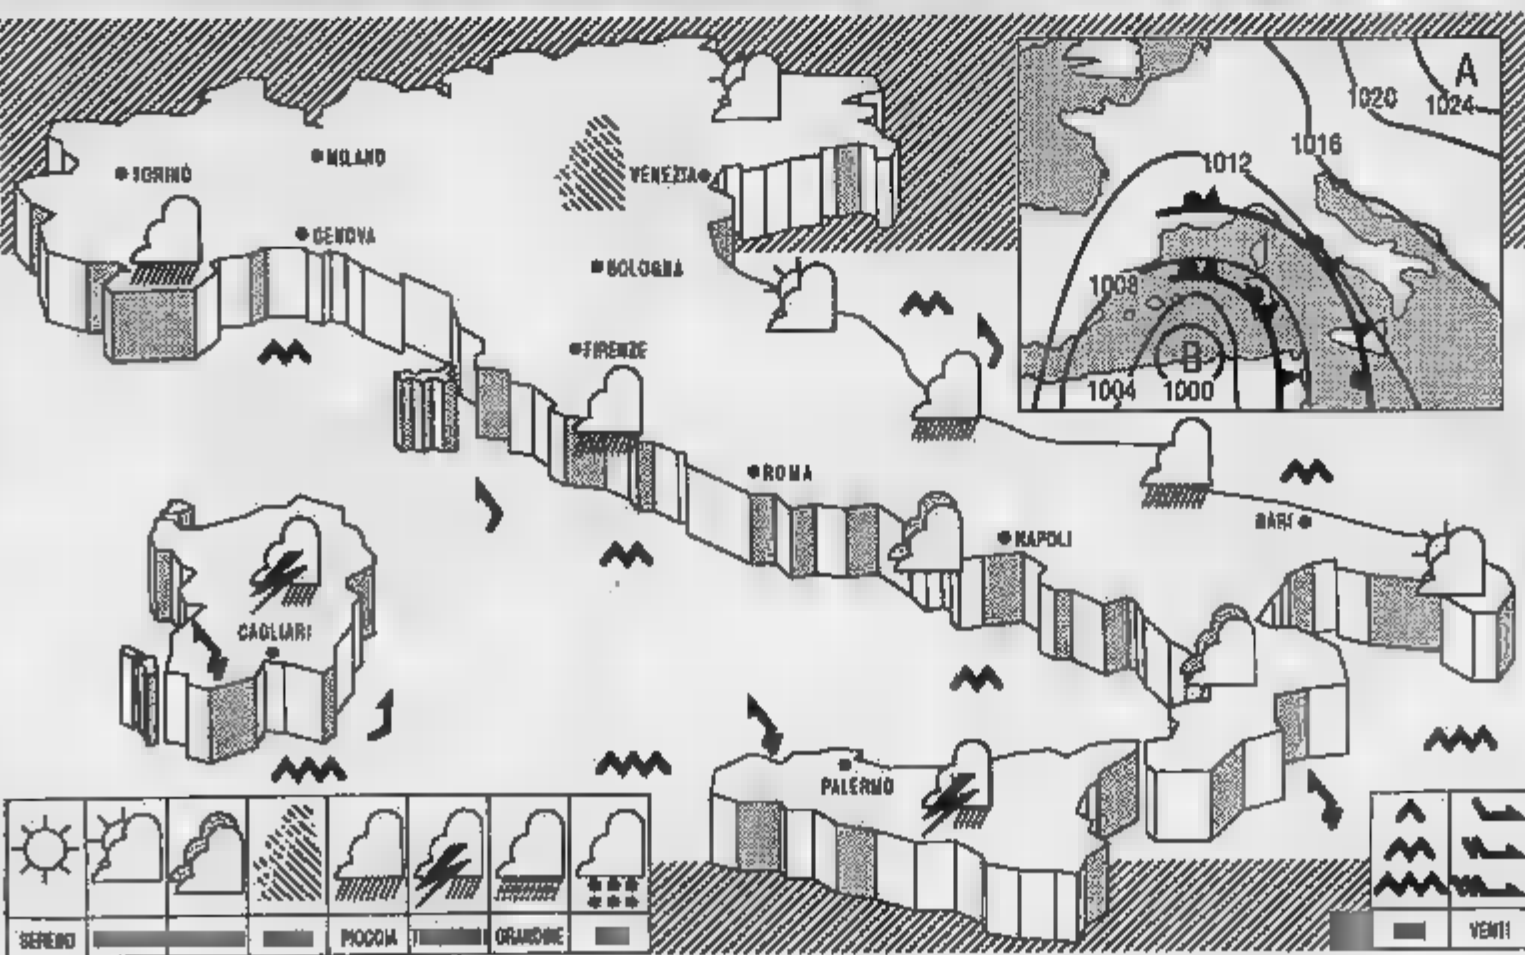 A
1020
1024
1016
1012
MILANO
TORINO
VENEZIA
GENOVA
BOLOGNA
1008
FIRENZE
B
1004
1000
ROMA
BARI
NAPOLI
CAGLIARI
PALERMO
SERENO
PIOGGIA
GRANDINE
VENTI